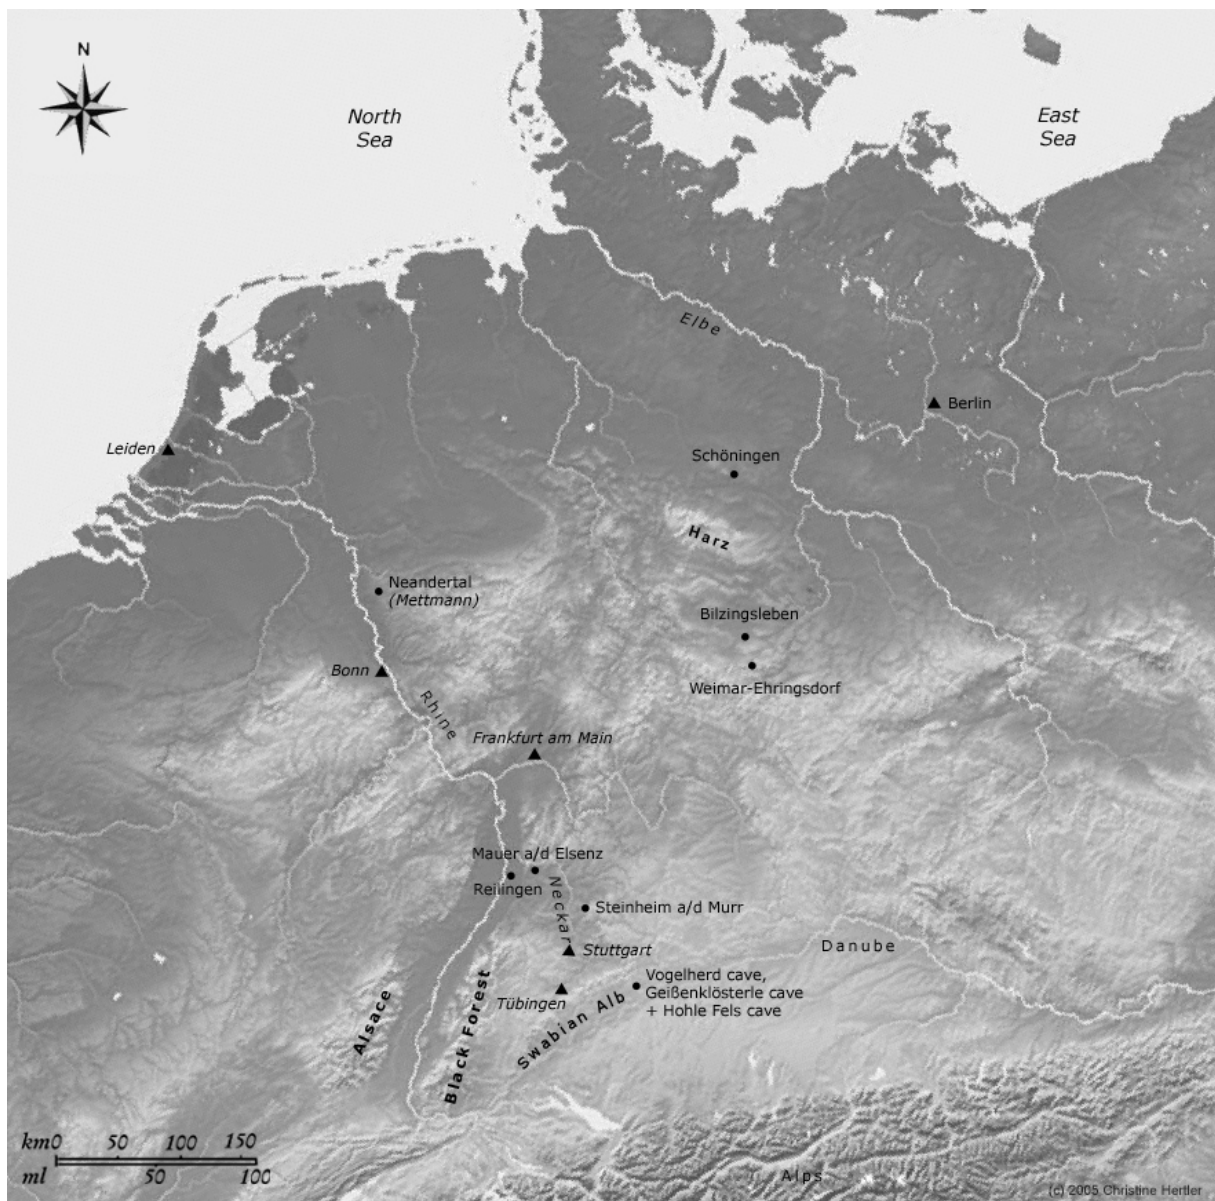 N
North
Sea
East
Sea
Elbe
Berlin
Leiden
Schöningen
Harz
Neandertal
(Mettmann)
Bilzingsleben
Bonn
Weimar-Ehringsdorf
Rhine
Frankfurt am Main
Mauer a/d Elsenz
Reilingen
Neckar
Steinheim a/d Murr
Stuttgart
Danube
Vogelherd cave,
Geißenklösterle cave
+ Hohle Fels cave
Tübingen
Swabian Alb
Alsace
Black Forest
km 0 50 100 150
ml 50 100
Alps
(c) 2005 Christine Hertler